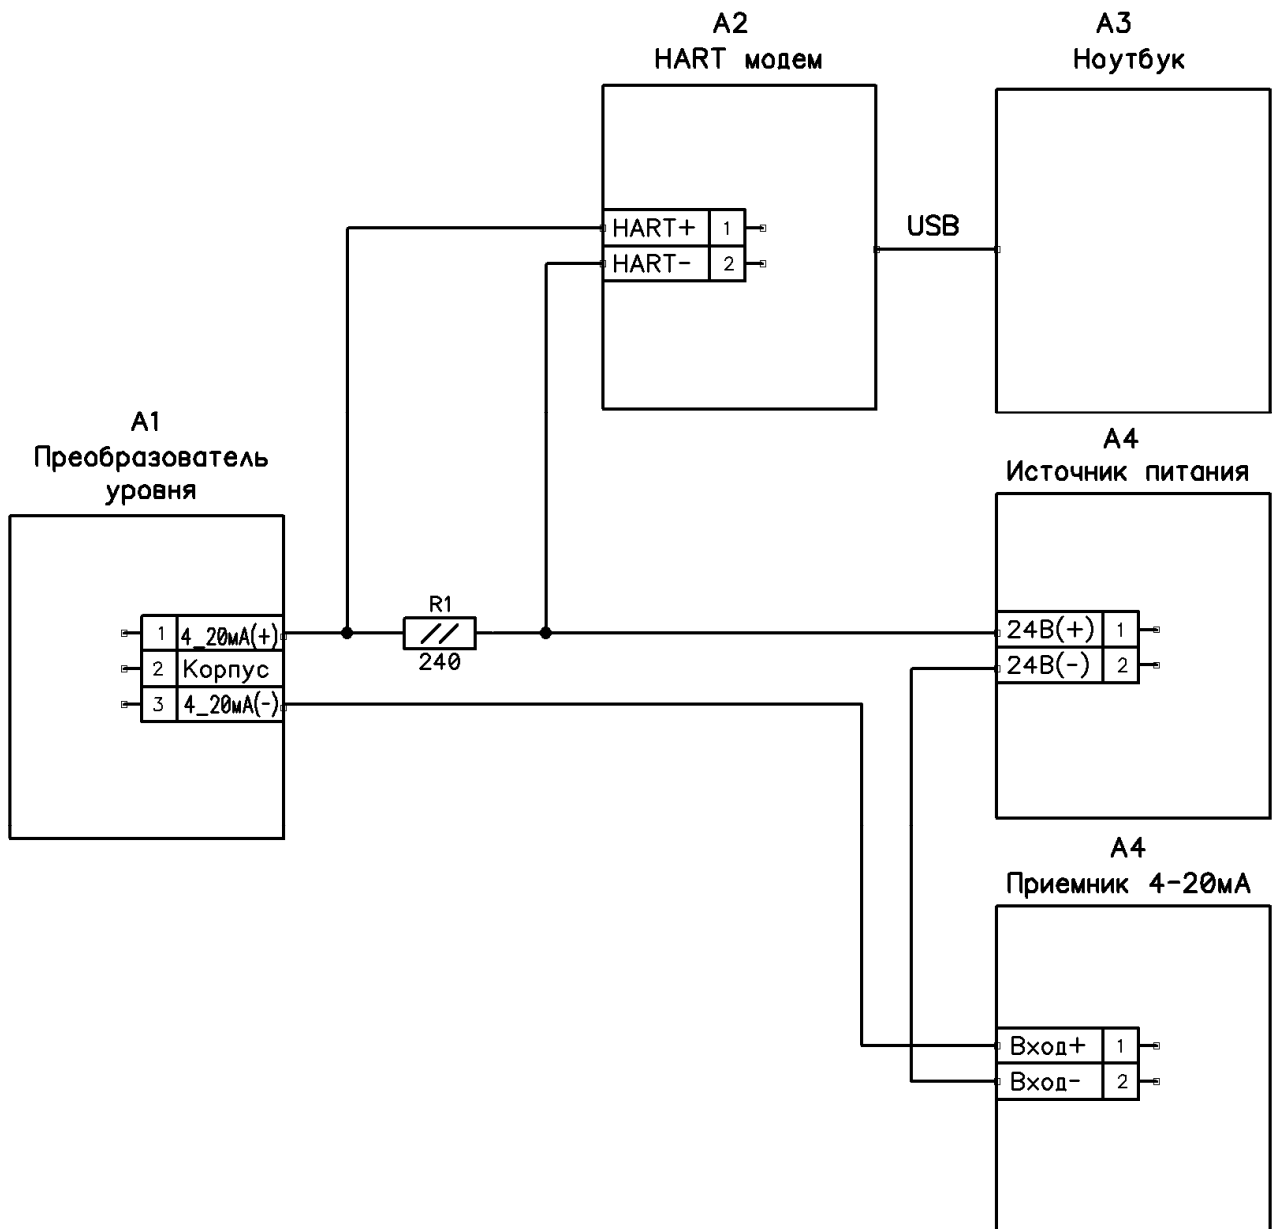 A2
HART модем
A3
Ноутбук
HART+ 1
HART- 2
USB
A1
Преобразователь
уровня
1 4_20мА(+)
2 Корпус
3 4_20мА(-)
R1
240
A4
Источник питания
24В(+) 1
24В(-) 2
A4
Приемник 4-20мА
Вход+ 1
Вход- 2